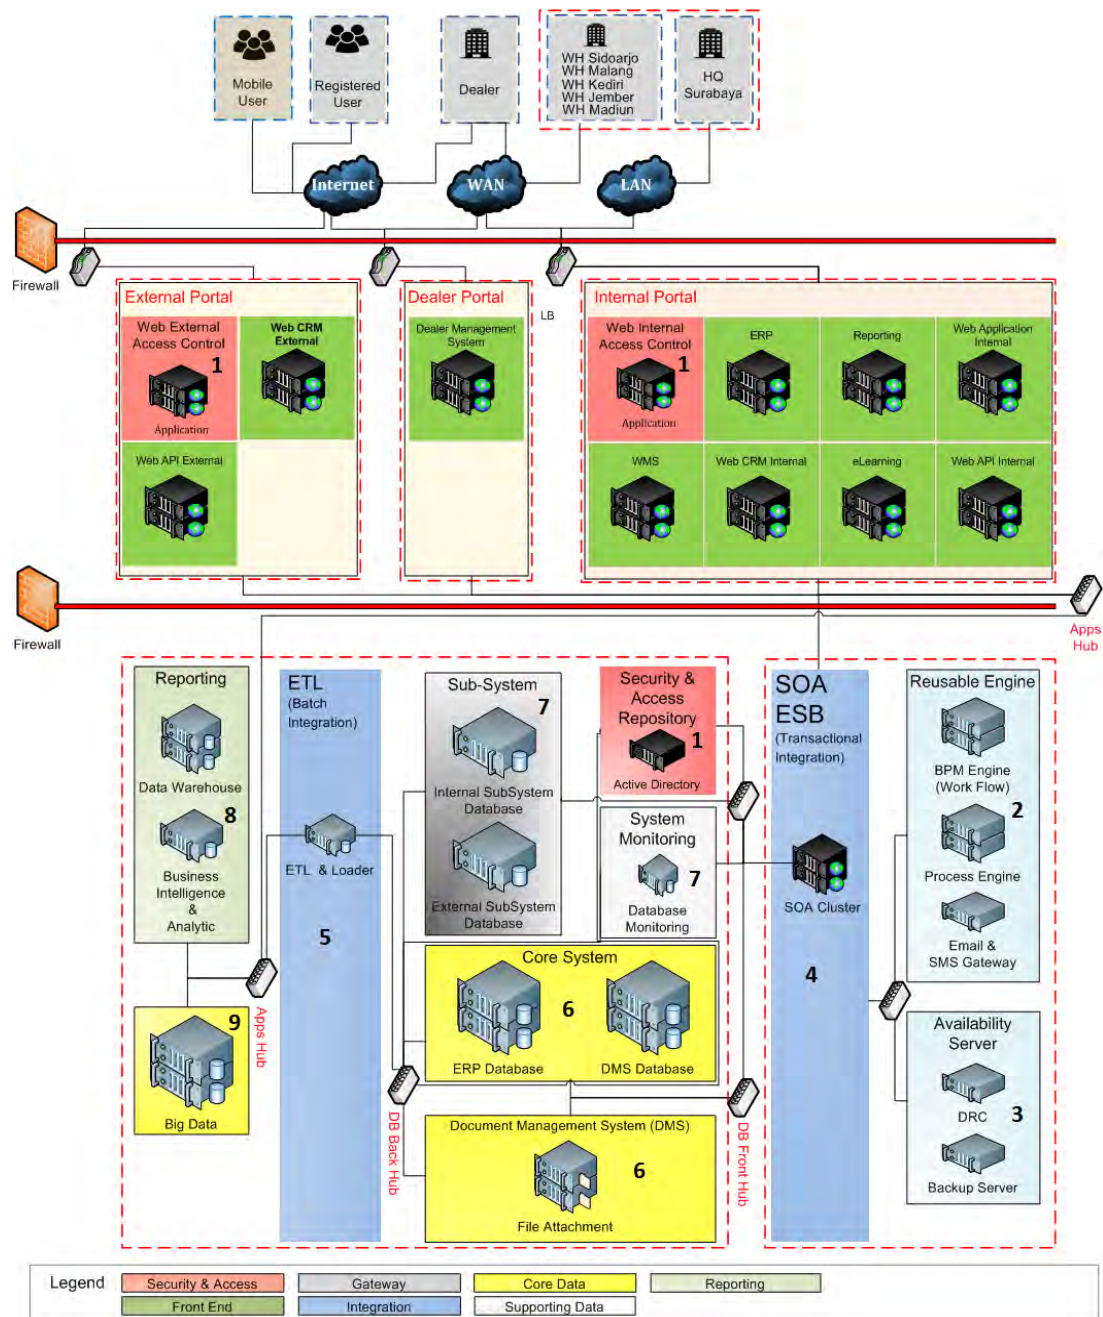 Mobile
User
Registered
User
Dealer
WH Sidoarjo
WH Malang
WH Kediri
WH Jember
WH Madiun
HQ
Surabaya
Internet
WAN
LAN
Firewall
LB
External Portal
Web External
Access Control
1
Application
Web CRM
External
Web API External
Dealer Portal
Dealer Management
System
Internal Portal
Web Internal
Access Control
1
Application
ERP
Reporting
Web Application
Internal
WMS
Web CRM Internal
eLearning
Web API Internal
Firewall
Apps
Hub
Reporting
Data Warehouse
8
Business
Intelligence
&
Analytic
9
Big Data
Apps Hub
ETL
(Batch
Integration)
ETL & Loader
5
Sub-System
7
Internal SubSystem
Database
External SubSystem
Database
Security &
Access
Repository
1
Active Directory
System
Monitoring
7
Database
Monitoring
Core System
6
ERP Database
DMS Database
DB Back Hub
DB Front Hub
Document Management System (DMS)
6
File Attachment
SOA
ESB
(Transactional
Integration)
SOA Cluster
4
Reusable Engine
BPM Engine
(Work Flow)
2
Process Engine
Email &
SMS Gateway
Availability
Server
DRC
3
Backup Server
Legend
Security & Access
Gateway
Core Data
Reporting
Front End
Integration
Supporting Data